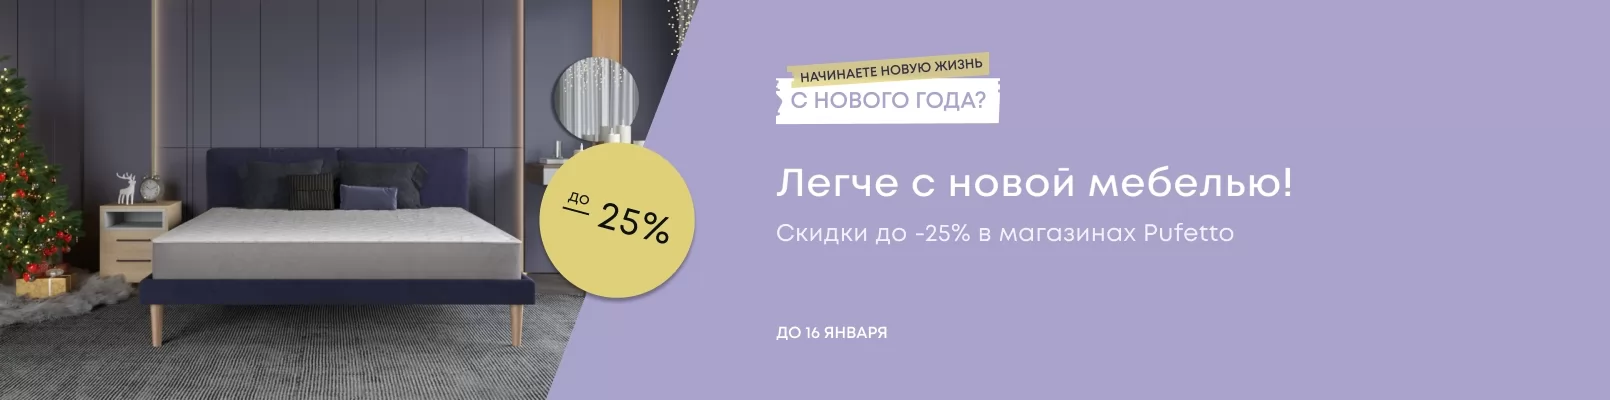 НАЧИНАЕТЕ НОВУЮ ЖИЗНЬ
С НОВОГО ГОДА?
Легче с новой мебелью!
Скидки до -25% в магазинах Pufetto
ДО 16 ЯНВАРЯ
ДО
25%